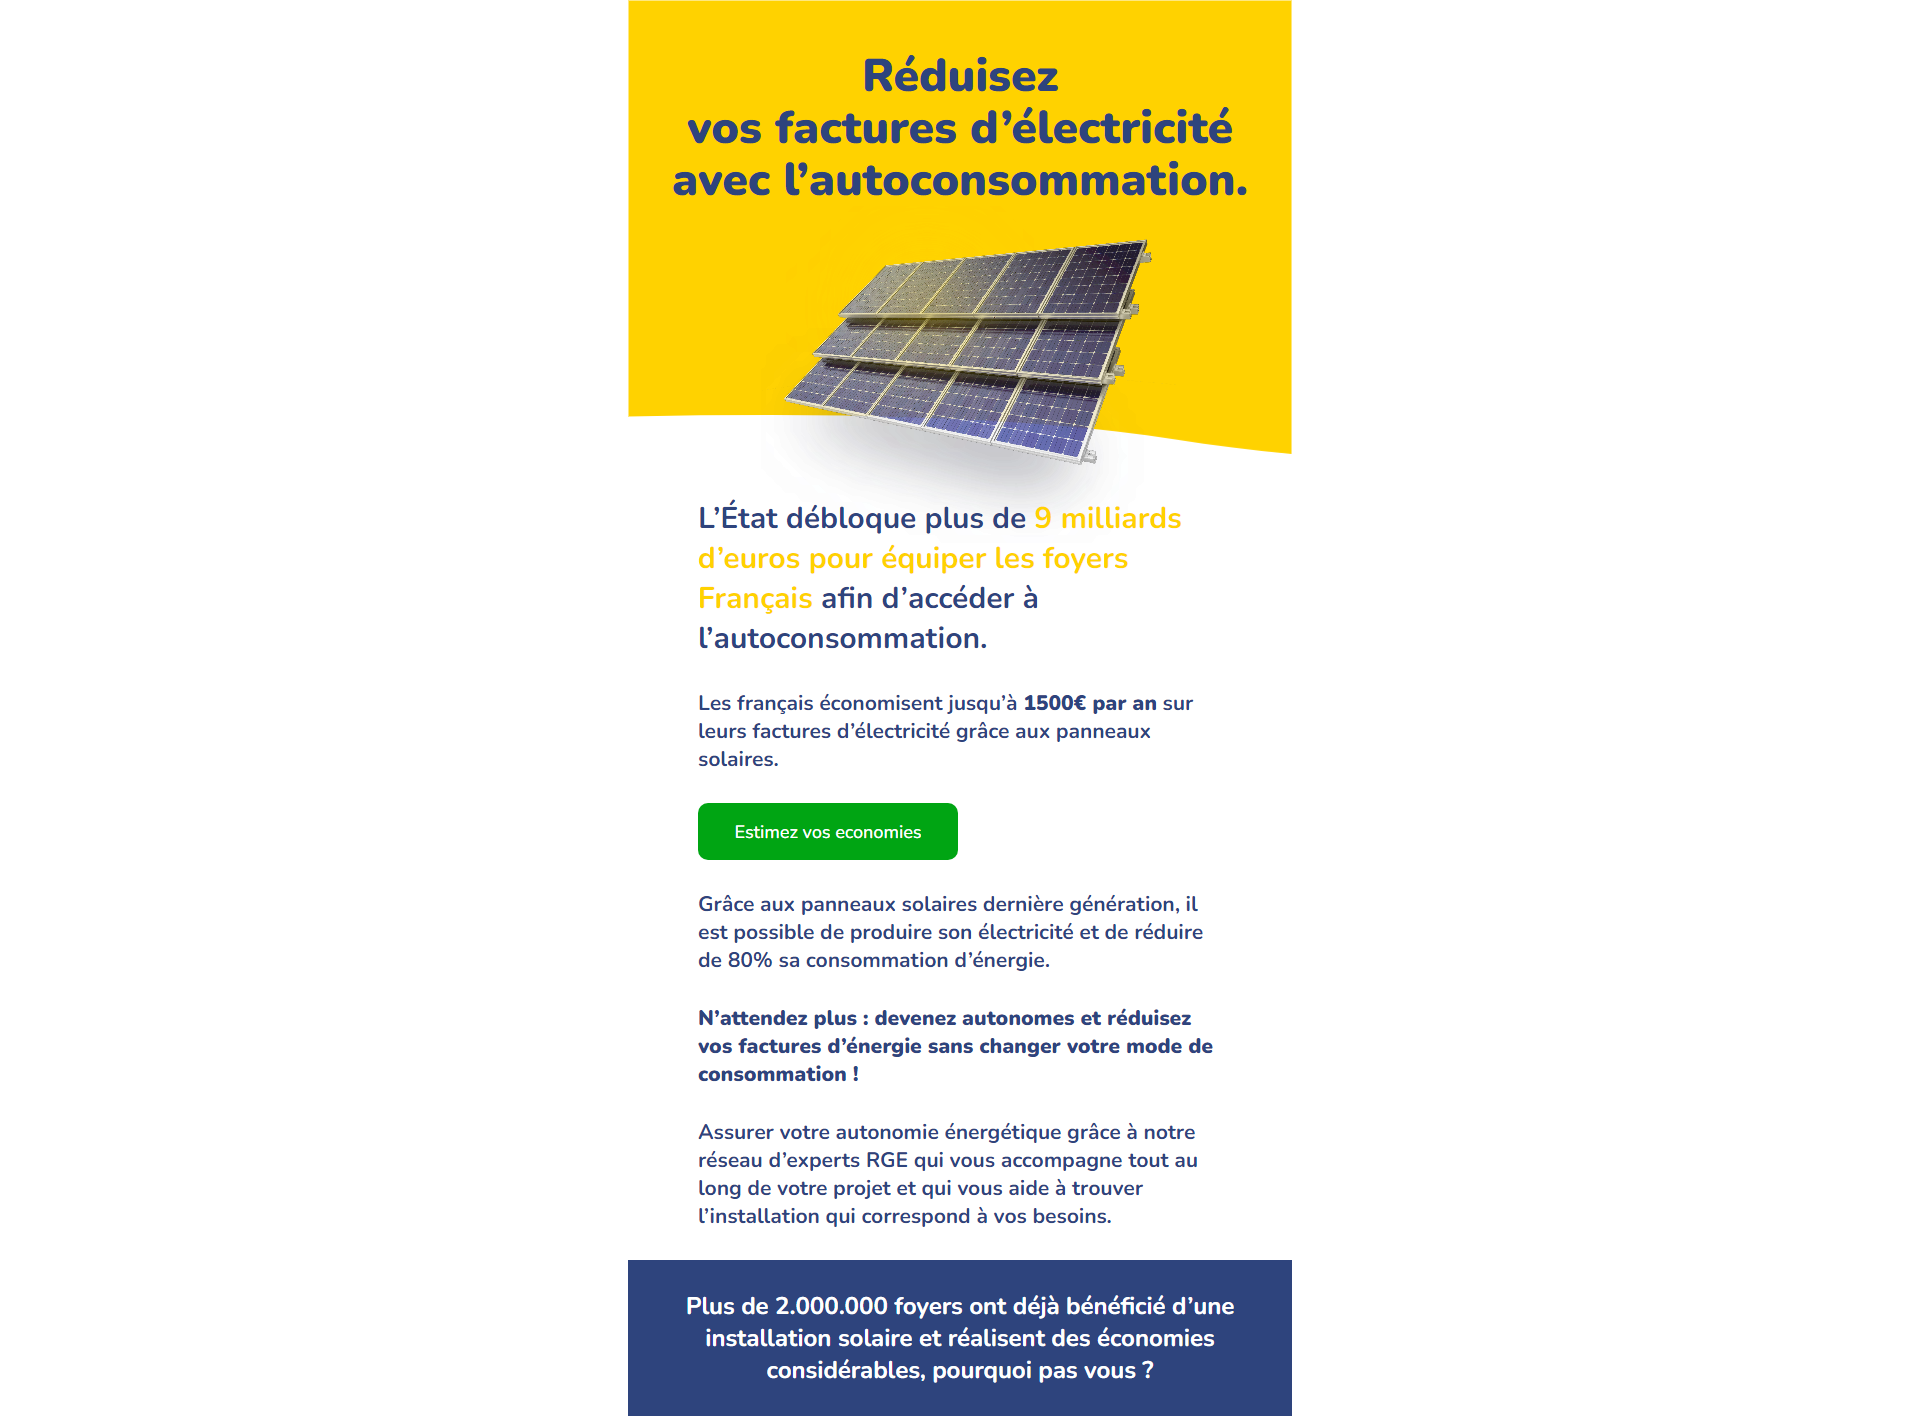 Réduisez
vos factures d’électricité
avec l’autoconsommation.
L’État débloque plus de 9 milliards
d’euros pour équiper les foyers
Français afin d’accéder à
l’autoconsommation.
Les français économisent jusqu’à 1500€ par an sur
leurs factures d’électricité grâce aux panneaux
solaires.
Estimez vos economies
Grâce aux panneaux solaires dernière génération, il
est possible de produire son électricité et de réduire
de 80% sa consommation d’énergie.
N’attendez plus : devenez autonomes et réduisez
vos factures d’énergie sans changer votre mode de
consommation !
Assurer votre autonomie énergétique grâce à notre
réseau d’experts RGE qui vous accompagne tout au
long de votre projet et qui vous aide à trouver
l’installation qui correspond à vos besoins.
Plus de 2.000.000 foyers ont déjà bénéficié d’une
installation solaire et réalisent des économies
considérables, pourquoi pas vous ?